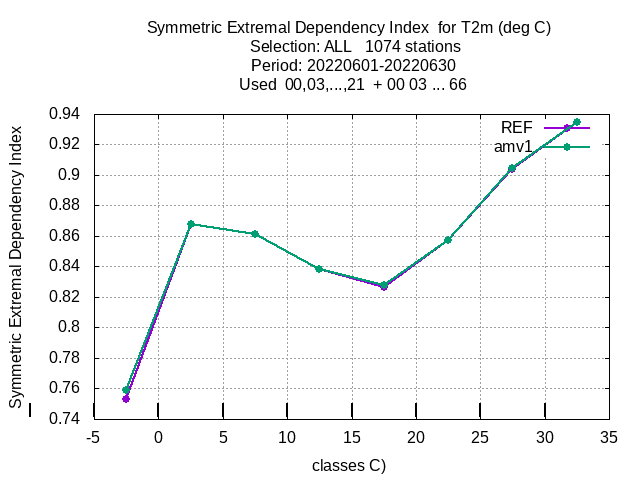 Symmetric Extremal Dependency Index  for T2m (deg C)
Selection: ALL   1074 stations
Period: 20220601-20220630
Used  00,03,...,21  + 00 03 ... 66
REF
amv1
0.94
0.92
0.9
0.88
0.86
0.84
0.82
0.8
0.78
0.76
0.74
Symmetric Extremal Dependency Index
-5
0
5
10
15
20
25
30
35
classes C)